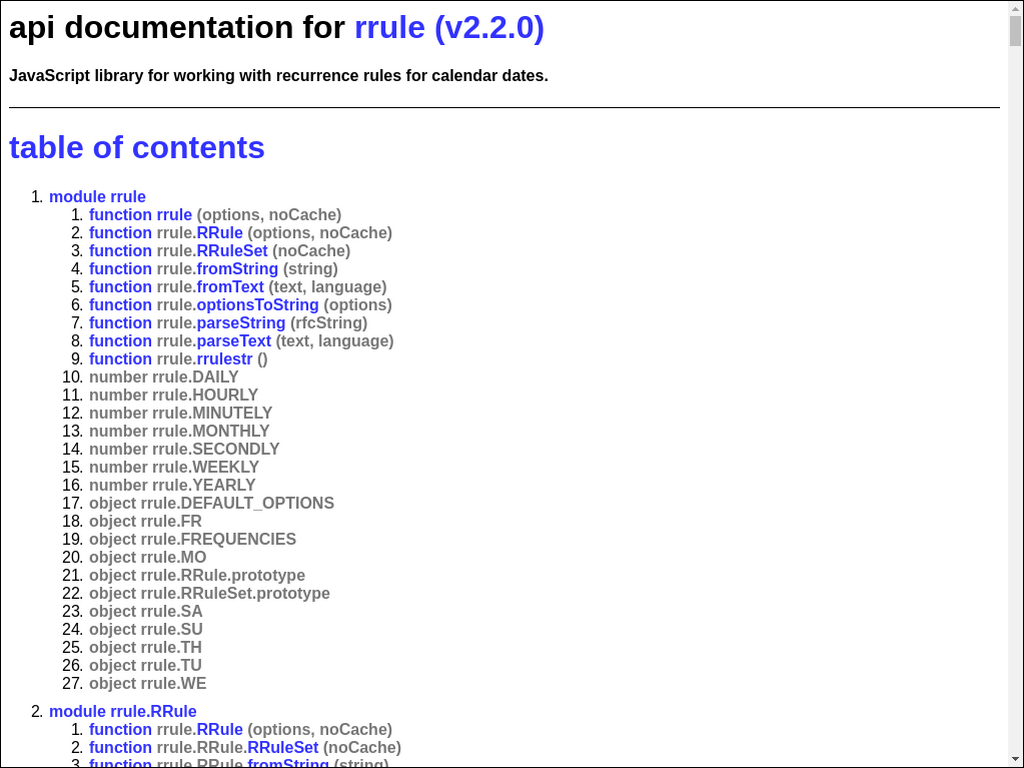 api documentation for rrule (v2.2.0)
JavaScript library for working with recurrence rules for calendar dates.
table of contents
1. module rrule
1. function rrule (options, noCache)
2. function rrule.RRule (options, noCache)
3. function rrule.RRuleSet (noCache)
4. function rrule.fromString (string)
5. function rrule.fromText (text, language)
6. function rrule.optionsToString (options)
7. function rrule.parseString (rfcString)
8. function rrule.parseText (text, language)
9. function rrule.rrulestr ()
10. number rrule.DAILY
11. number rrule.HOURLY
12. number rrule.MINUTELY
13. number rrule.MONTHLY
14. number rrule.SECONDLY
15. number rrule.WEEKLY
16. number rrule.YEARLY
17. object rrule.DEFAULT_OPTIONS
18. object rrule.FR
19. object rrule.FREQUENCIES
20. object rrule.MO
21. object rrule.RRule.prototype
22. object rrule.RRuleSet.prototype
23. object rrule.SA
24. object rrule.SU
25. object rrule.TH
26. object rrule.TU
27. object rrule.WE
2. module rrule.RRule
1. function rrule.RRule (options, noCache)
2. function rrule.RRule.RRuleSet (noCache)
3. function rrule.RRule.fromString (string)